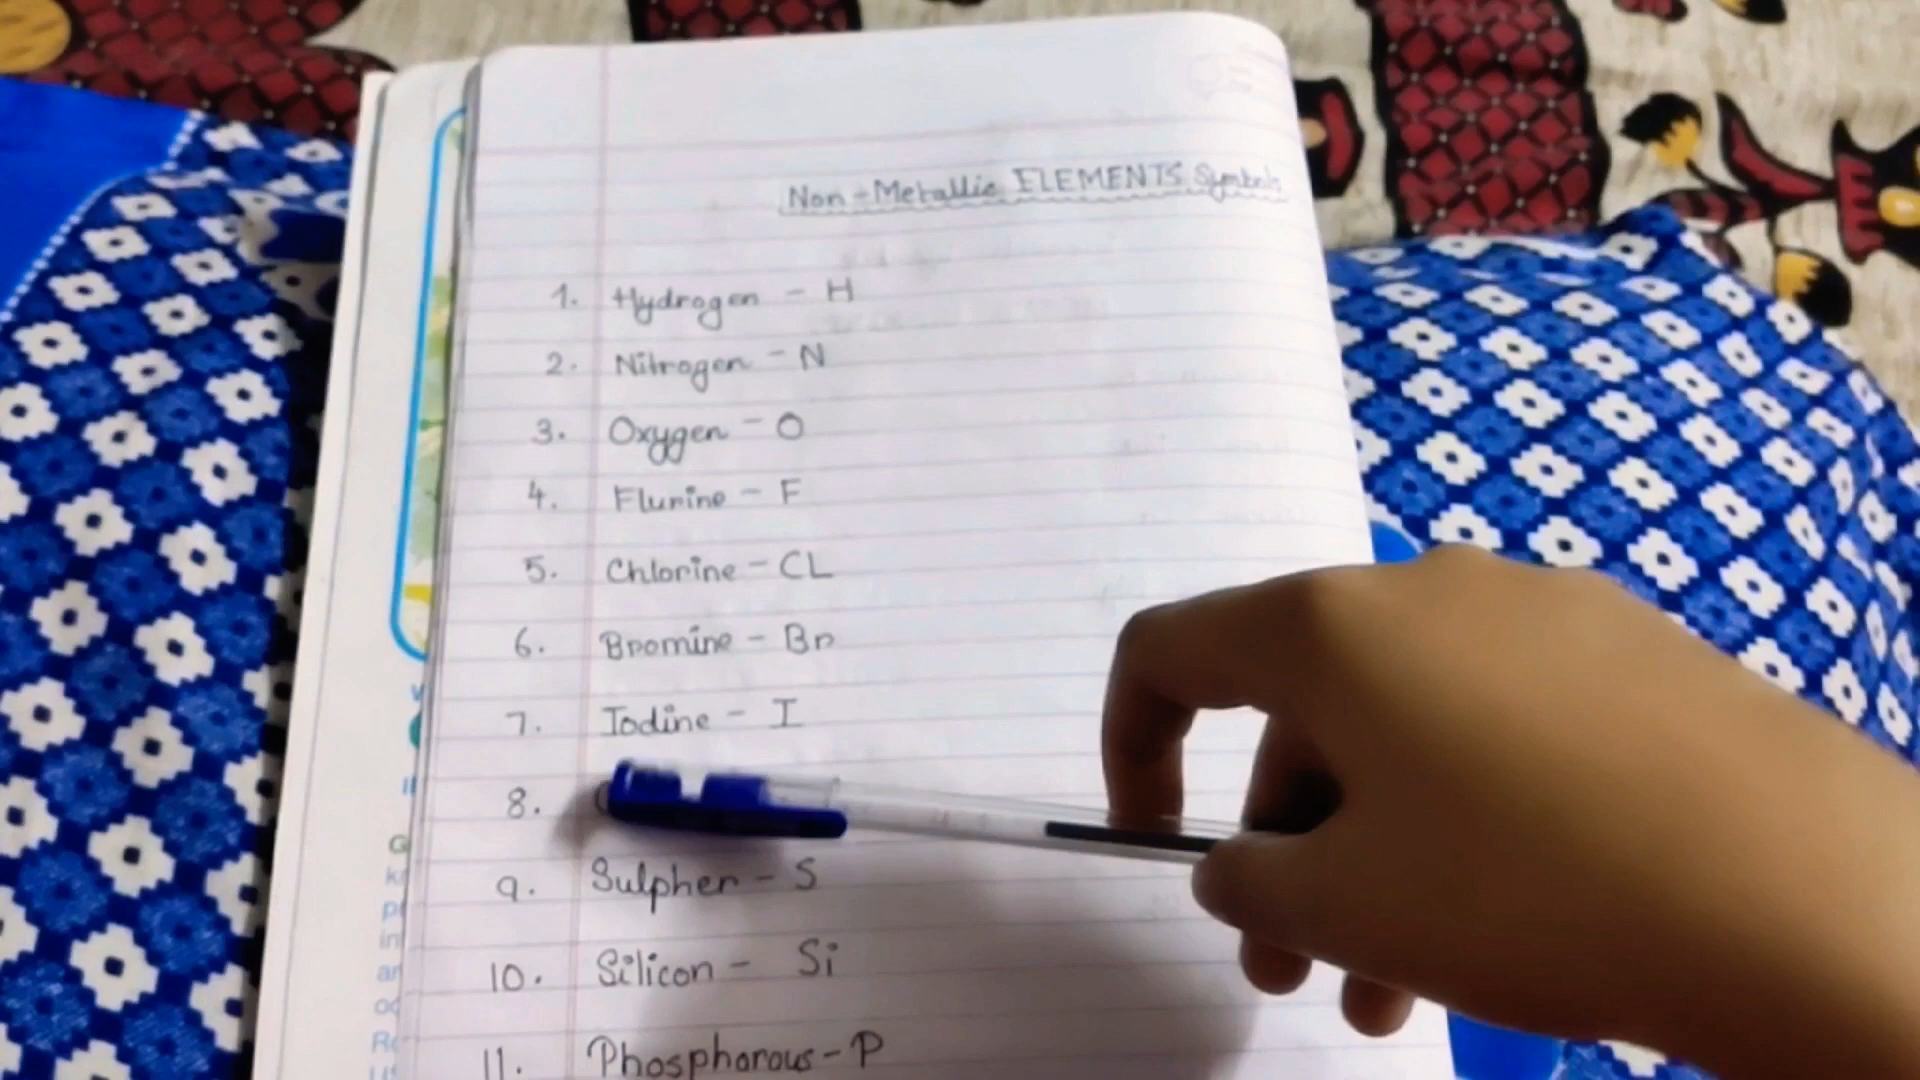 Non-Metallic ELEMENTS Symbols
1. Hydrogen - H
2. Nitrogen - N
3. Oxygen - O
4. Flurine - F
5. Chlorine - CL
6. Bromine - Br
7. Iodine - I
8.
9. Sulpher - S
10. Silicon - Si
11. Phosphorous - P